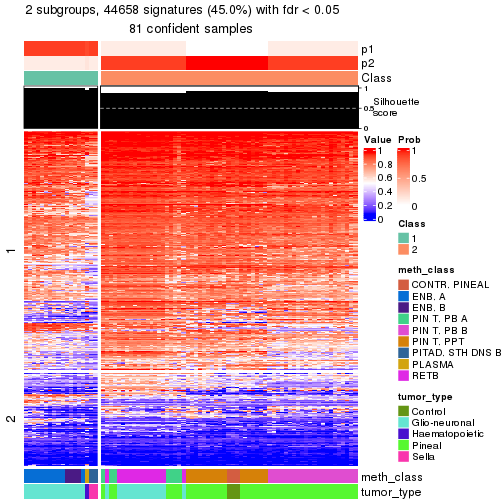 2 subgroups, 44658 signatures (45.0%) with fdr < 0.05
81 confident samples
p1
p2
Class
1
0.5
0
Silhouette
score
Value
1
0.8
0.6
0.4
0.2
0
Prob
1
0.5
0
Class
1
2
meth_class
CONTR. PINEAL
ENB. A
ENB. B
PIN T. PB A
PIN T. PB B
PIN T. PPT
PITAD. STH DNS B
PLASMA
RETB
tumor_type
Control
Glio-neuronal
Haematopoietic
Pineal
Sella
1
2
meth_class
tumor_type